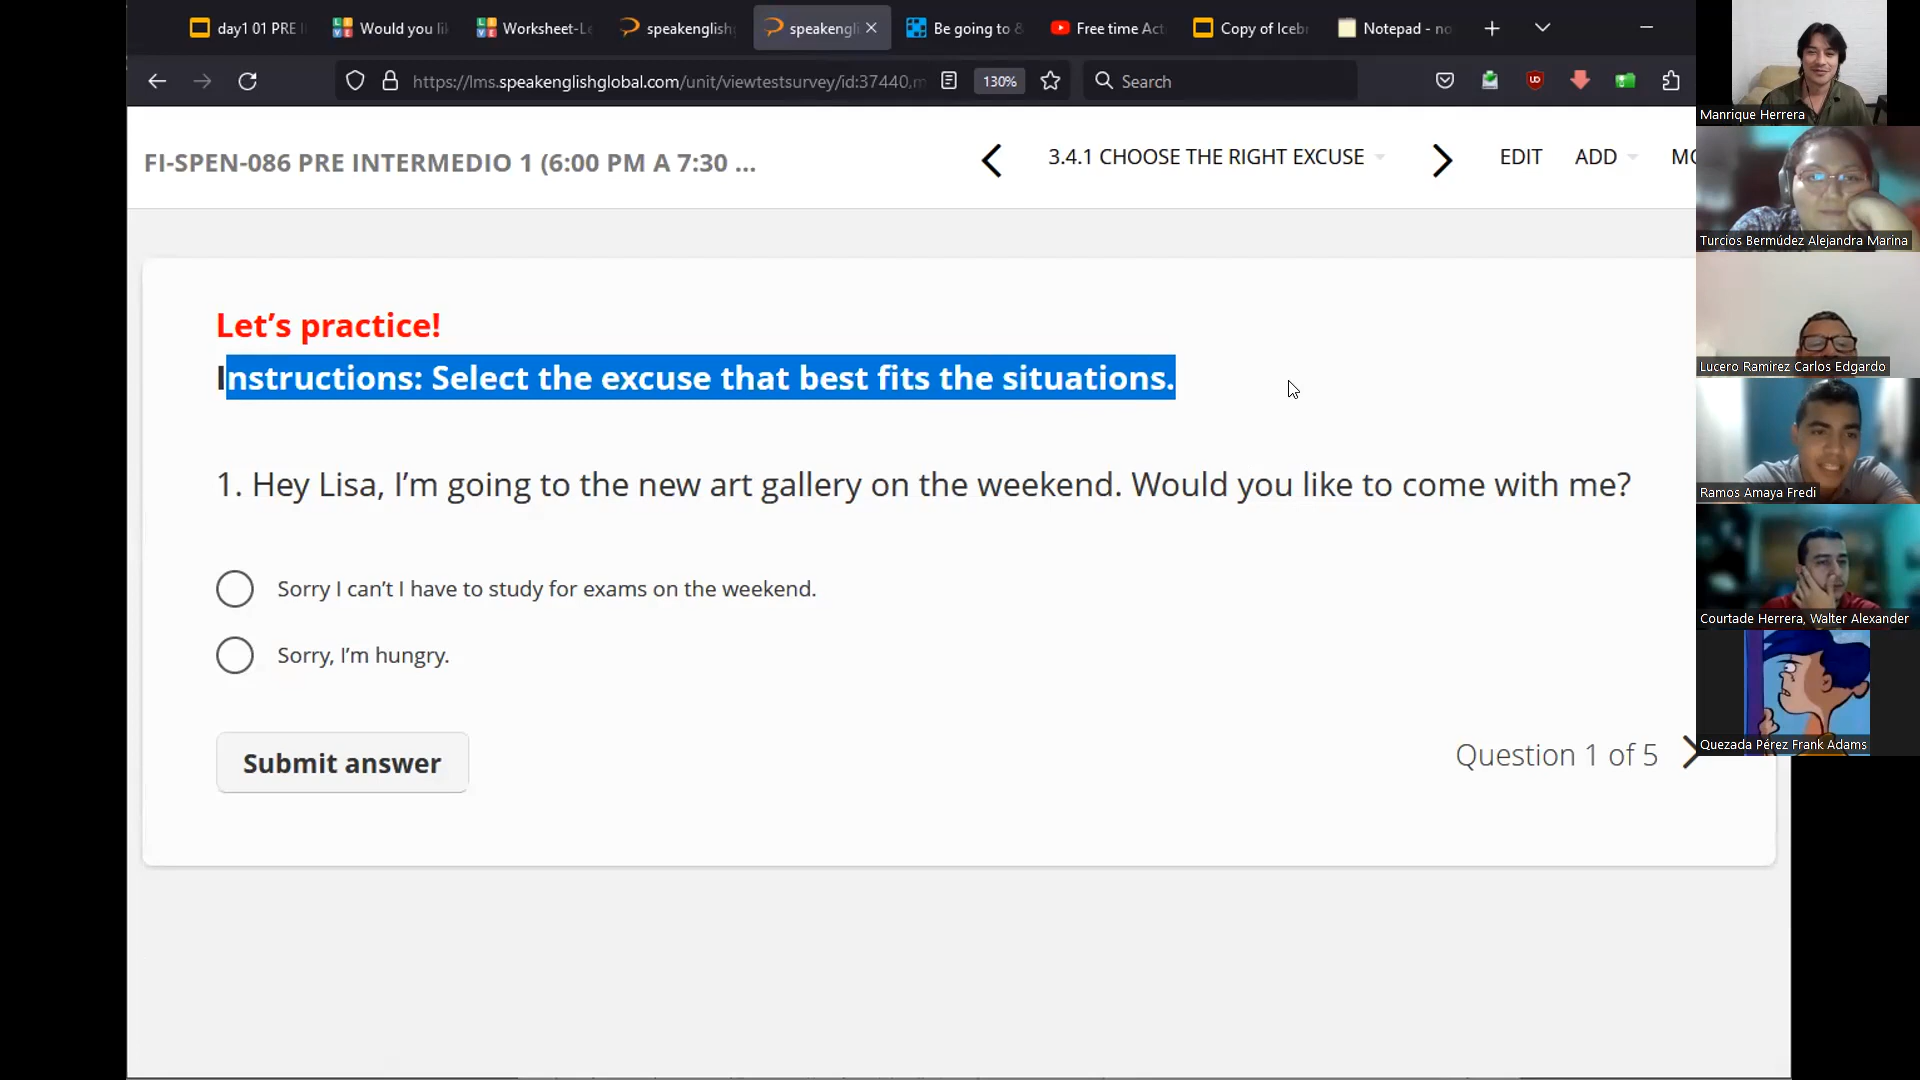 day1 01 PRE I
Would you li
Worksheet-L
speakenglish
speakengl
Be going to &
Free time Act
Copy of Iceb
Notepad - no
https://lms.speakenglishglobal.com/unit/viewtestsurvey/id:37440,m
130%
Search
FI-SPEN-086 PRE INTERMEDIO 1 (6:00 PM A 7:30 ...
3.4.1 CHOOSE THE RIGHT EXCUSE
EDIT
ADD
MO
Let’s practice!
Instructions: Select the excuse that best fits the situations.
1. Hey Lisa, I’m going to the new art gallery on the weekend. Would you like to come with me?
Sorry I can’t I have to study for exams on the weekend.
Sorry, I’m hungry.
Submit answer
Question 1 of 5
Manrique Herrera
Turcios Bermúdez Alejandra Marina
Lucero Ramirez Carlos Edgardo
Ramos Amaya Fredi
Courtade Herrera, Walter Alexander
Quezada Pérez Frank Adams